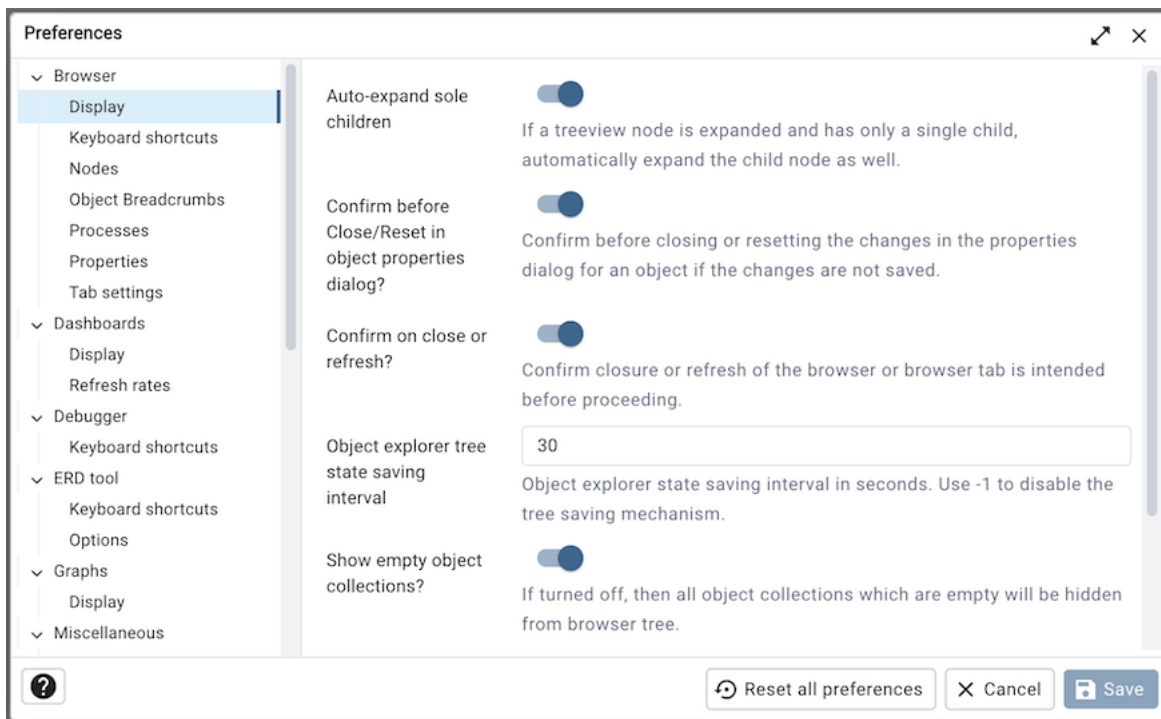 Preferences
Browser
Display
Keyboard shortcuts
Nodes
Object Breadcrumbs
Processes
Properties
Tab settings
Dashboards
Display
Refresh rates
Debugger
Keyboard shortcuts
ERD tool
Keyboard shortcuts
Options
Graphs
Display
Miscellaneous
Auto-expand sole
children
If a treeview node is expanded and has only a single child,
automatically expand the child node as well.
Confirm before
Close/Reset in
object properties
dialog?
Confirm before closing or resetting the changes in the properties
dialog for an object if the changes are not saved.
Confirm on close or
refresh?
Confirm closure or refresh of the browser or browser tab is intended
before proceeding.
Object explorer tree
state saving
interval
30
Object explorer state saving interval in seconds. Use -1 to disable the
tree saving mechanism.
Show empty object
collections?
If turned off, then all object collections which are empty will be hidden
from browser tree.
?
Reset all preferences
Cancel
Save